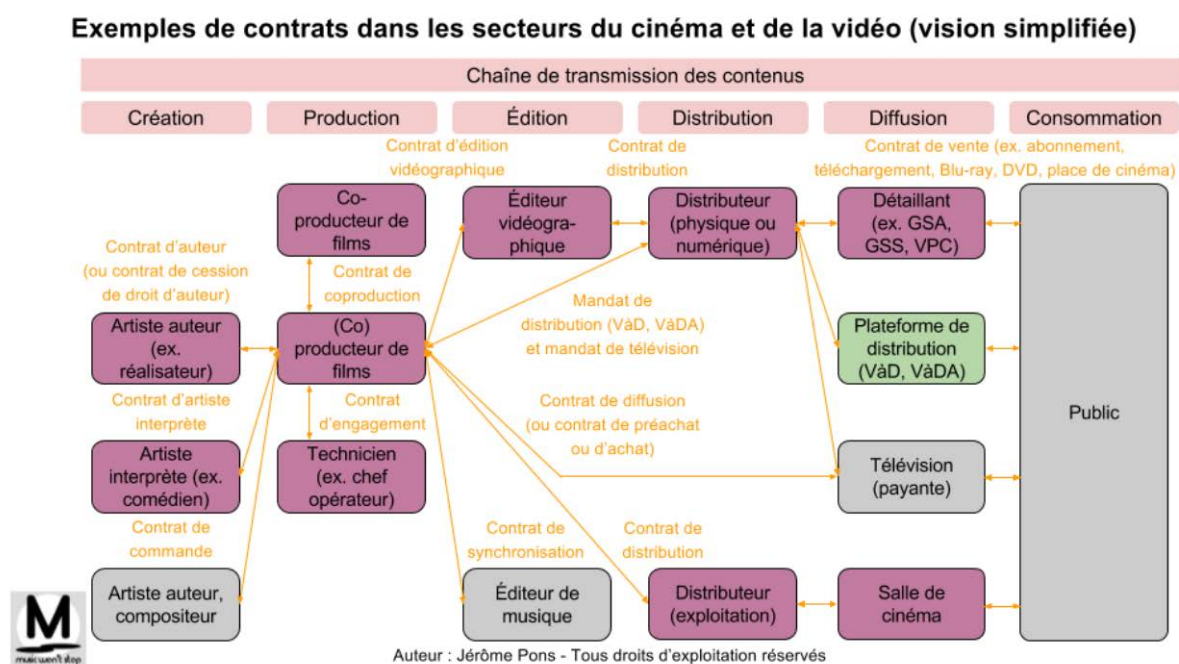 Exemples de contrats dans les secteurs du cinéma et de la vidéo (vision simplifiée)
Chaîne de transmission des contenus
Création
Production
Édition
Distribution
Diffusion
Consommation
Contrat d'édition
vidéographique
Contrat de
distribution
Contrat de vente (ex. abonnement,
téléchargement, Blu-ray, DVD, place de cinéma)
Co-
producteur de
films
Éditeur
vidéogra-
phique
Distributeur
(physique ou
numérique)
Détaillant
(ex. GSA,
GSS, VPC)
Contrat d'auteur
(ou contrat de cession
de droit d'auteur)
Contrat de
coproduction
Mandat de
distribution (VàD, VàDA)
et mandat de télévision
Artiste auteur
(ex.
réalisateur)
(Co)
producteur de
films
Plateforme de
distribution
(VàD, VàDA)
Public
Contrat d'artiste
interprète
Contrat
d'engagement
Contrat de diffusion
(ou contrat de préachat
ou d'achat)
Artiste
interprète (ex.
comédien)
Technicien
(ex. chef
opérateur)
Télévision
(payante)
Contrat de
commande
Contrat de
synchronisation
Contrat de
distribution
Artiste auteur,
compositeur
Éditeur de
musique
Distributeur
(exploitation)
Salle de
cinéma
M
music won't stop
Auteur : Jérôme Pons - Tous droits d'exploitation réservés